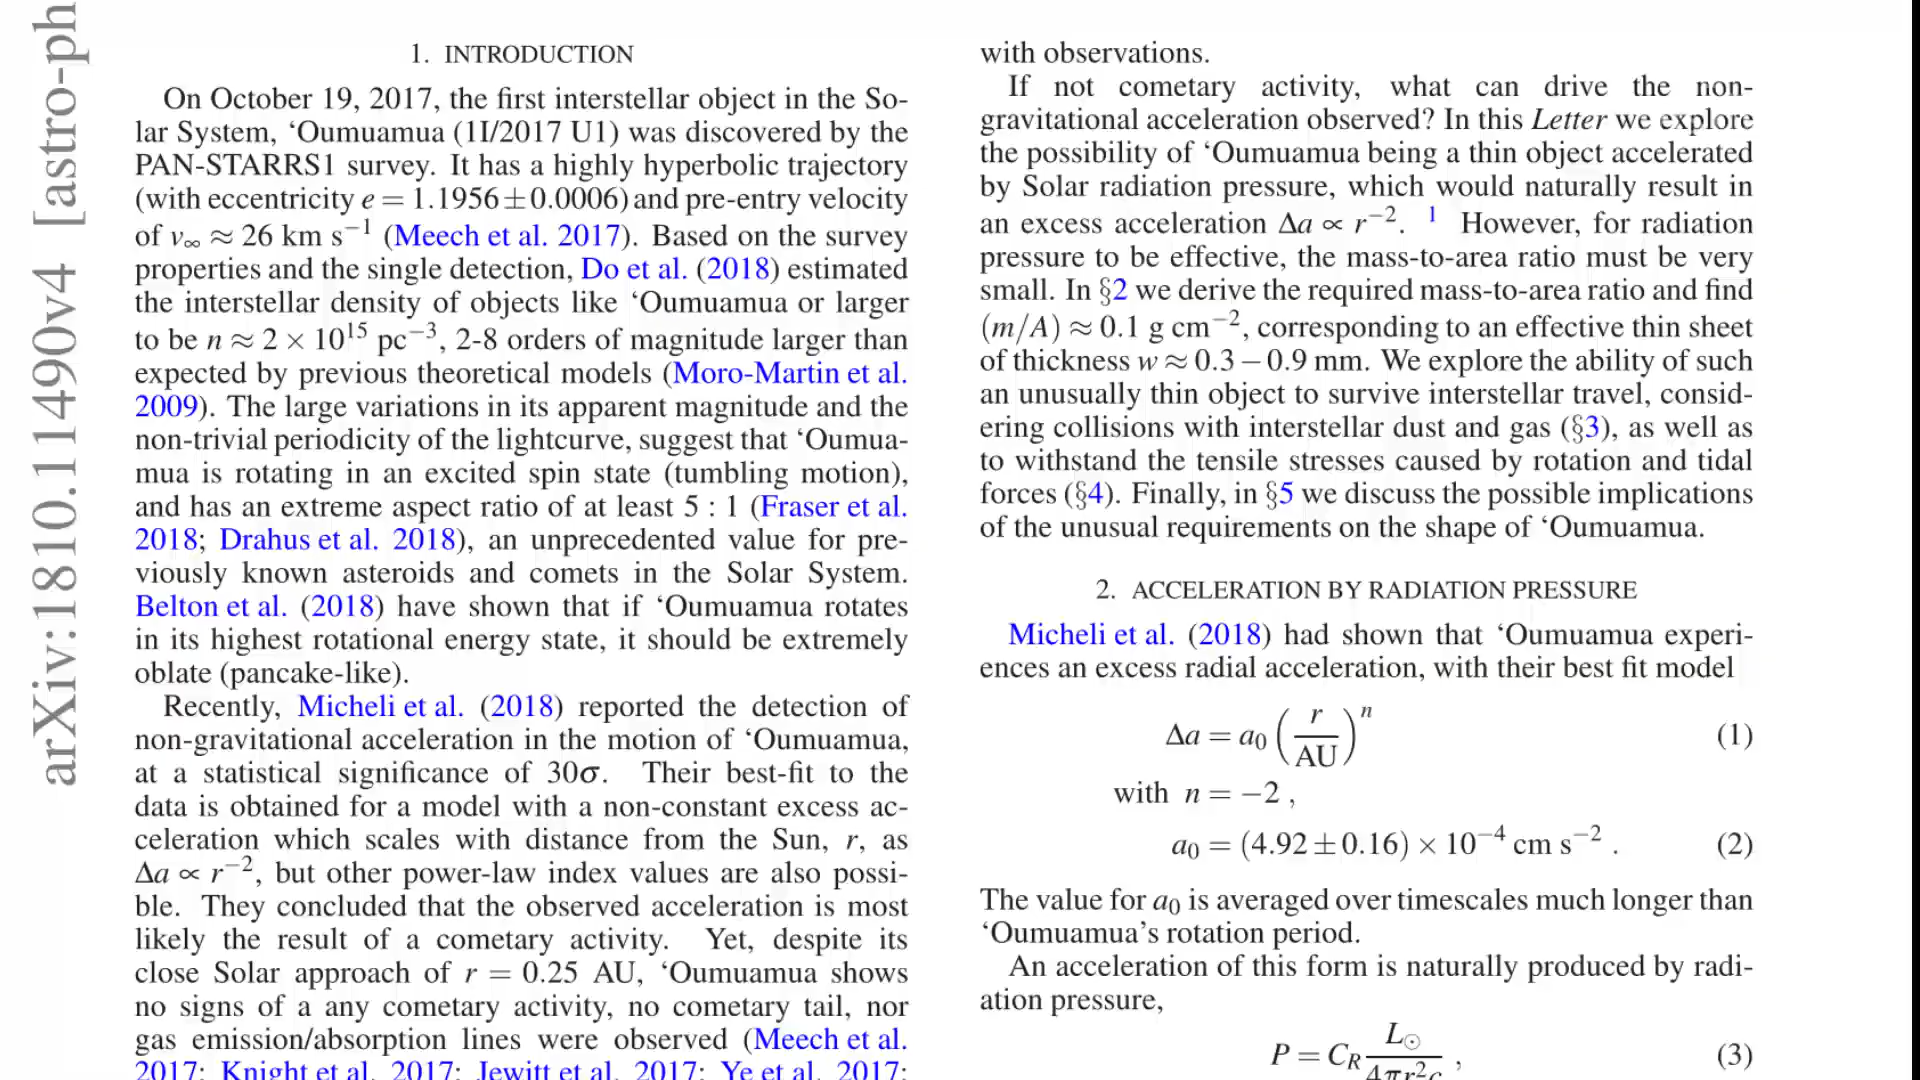 arXiv:1810.11490v4 [astro-ph
1. INTRODUCTION
On October 19, 2017, the first interstellar object in the So-
lar System, ‘Oumuamua (1I/2017 U1) was discovered by the
PAN-STARRS1 survey. It has a highly hyperbolic trajectory
(with eccentricity e = 1.1956 ± 0.0006) and pre-entry velocity
of v∞ ≈ 26 km s⁻¹ (Meech et al. 2017). Based on the survey
properties and the single detection, Do et al. (2018) estimated
the interstellar density of objects like ‘Oumuamua or larger
to be n ≈ 2 × 10¹⁵ pc⁻³, 2-8 orders of magnitude larger than
expected by previous theoretical models (Moro-Martin et al.
2009). The large variations in its apparent magnitude and the
non-trivial periodicity of the lightcurve, suggest that ‘Oumua-
mua is rotating in an excited spin state (tumbling motion),
and has an extreme aspect ratio of at least 5 : 1 (Fraser et al.
2018; Drahus et al. 2018), an unprecedented value for pre-
viously known asteroids and comets in the Solar System.
Belton et al. (2018) have shown that if ‘Oumuamua rotates
in its highest rotational energy state, it should be extremely
oblate (pancake-like).
Recently, Micheli et al. (2018) reported the detection of
non-gravitational acceleration in the motion of ‘Oumuamua,
at a statistical significance of 30σ. Their best-fit to the
data is obtained for a model with a non-constant excess ac-
celeration which scales with distance from the Sun, r, as
Δa ∝ r⁻², but other power-law index values are also possi-
ble. They concluded that the observed acceleration is most
likely the result of a cometary activity. Yet, despite its
close Solar approach of r = 0.25 AU, ‘Oumuamua shows
no signs of a any cometary activity, no cometary tail, nor
gas emission/absorption lines were observed (Meech et al.
2017; Knight et al. 2017; Jewitt et al. 2017; Ye et al. 2017;
with observations.
If not cometary activity, what can drive the non-
gravitational acceleration observed? In this Letter we explore
the possibility of ‘Oumuamua being a thin object accelerated
by Solar radiation pressure, which would naturally result in
an excess acceleration Δa ∝ r⁻². ¹ However, for radiation
pressure to be effective, the mass-to-area ratio must be very
small. In §2 we derive the required mass-to-area ratio and find
(m/A) ≈ 0.1 g cm⁻², corresponding to an effective thin sheet
of thickness w ≈ 0.3 − 0.9 mm. We explore the ability of such
an unusually thin object to survive interstellar travel, consid-
ering collisions with interstellar dust and gas (§3), as well as
to withstand the tensile stresses caused by rotation and tidal
forces (§4). Finally, in §5 we discuss the possible implications
of the unusual requirements on the shape of ‘Oumuamua.
2. ACCELERATION BY RADIATION PRESSURE
Micheli et al. (2018) had shown that ‘Oumuamua experi-
ences an excess radial acceleration, with their best fit model
Δa = a₀ (r/AU)ⁿ (1)
with n = −2 ,
a₀ = (4.92 ± 0.16) × 10⁻⁴ cm s⁻² . (2)
The value for a₀ is averaged over timescales much longer than
‘Oumuamua’s rotation period.
An acceleration of this form is naturally produced by radi-
ation pressure,
P = C_R L⊙/4πr²c , (3)